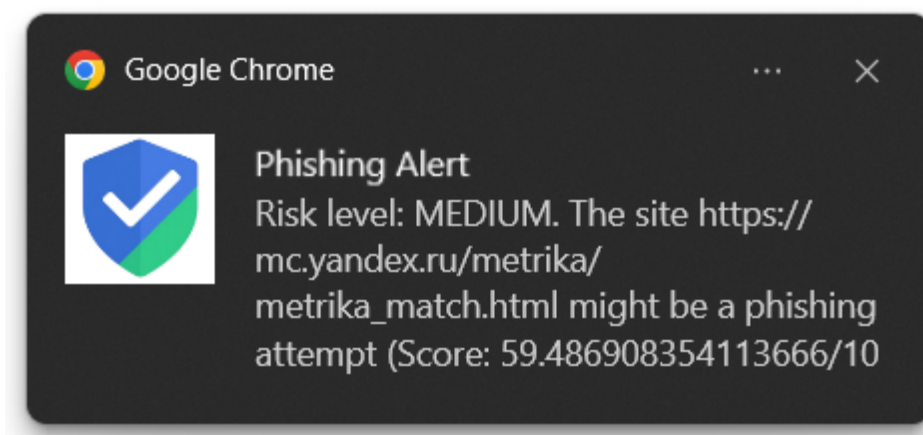 Google Chrome
Phishing Alert
Risk level: MEDIUM. The site https://
mc.yandex.ru/metrika/
metrika_match.html might be a phishing
attempt (Score: 59.486908354113666/10